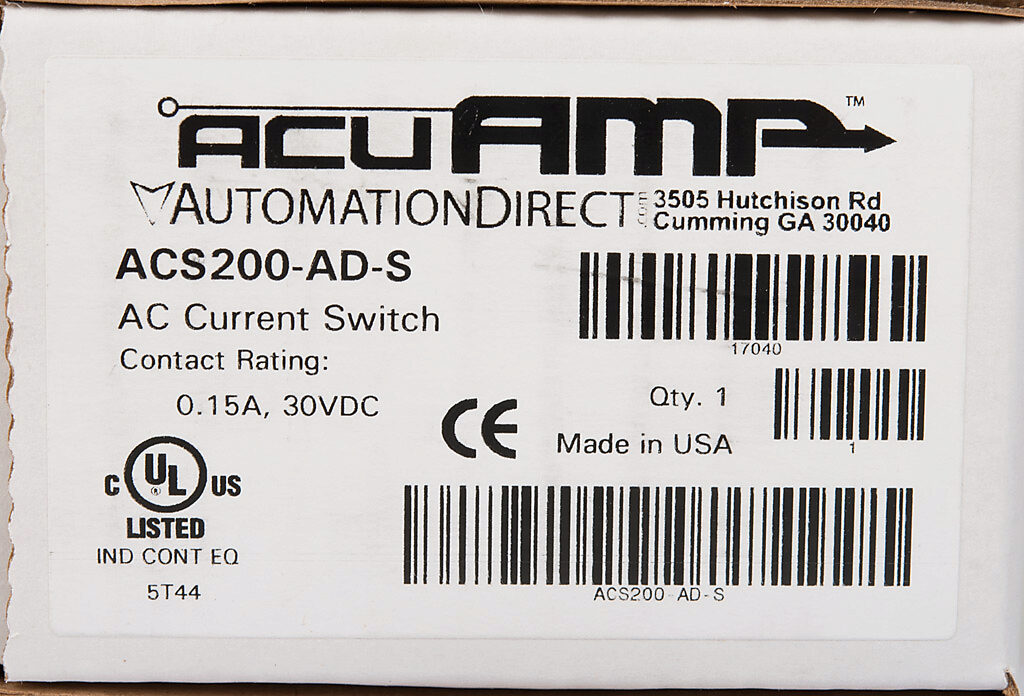 ACUAMP™
AUTOMATIONDIRECT.com 3505 Hutchison Rd
Cumming GA 30040
ACS200-AD-S
AC Current Switch
17040
Contact Rating:
0.15A, 30VDC
Qty. 1
CE
Made in USA
1
C UL® US
LISTED
IND CONT EQ
5T44
ACS200-AD-S